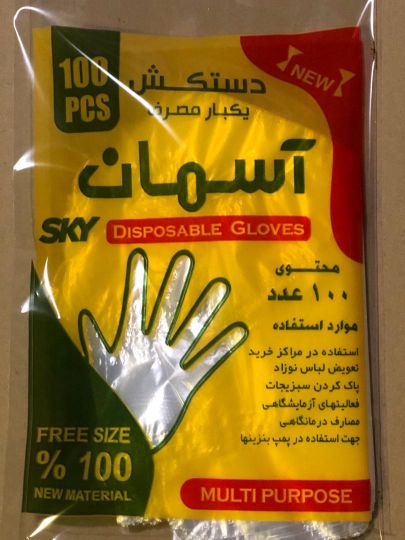 100
PCS
دستکش
یکبار مصرف
NEW
آسمان
SKY DISPOSABLE GLOVES
محتوی
۱۰۰ عدد
موارد استفاده
استفاده در مراکز خرید
تعویض لباس نوزاد
پاک کردن سبزیجات
فعالیتهای آزمایشگاهی
مصارف درمانگاهی
جهت استفاده در پمپ بنزینها
FREE SIZE
% 100
NEW MATERIAL
MULTI PURPOSE